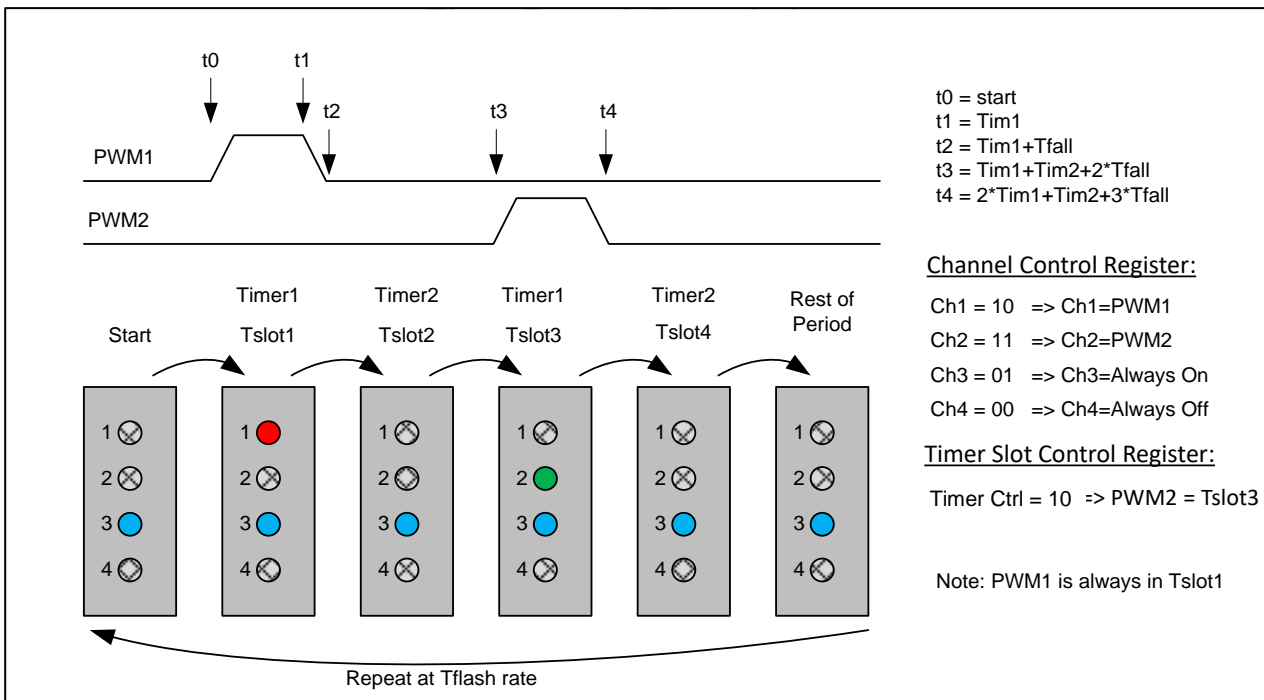 t0
t1
t2
t3
t4
PWM1
PWM2
t0 = start
t1 = Tim1
t2 = Tim1+Tfall
t3 = Tim1+Tim2+2*Tfall
t4 = 2*Tim1+Tim2+3*Tfall
Channel Control Register:
Ch1 = 10 => Ch1=PWM1
Ch2 = 11 => Ch2=PWM2
Ch3 = 01 => Ch3=Always On
Ch4 = 00 => Ch4=Always Off
Timer Slot Control Register:
Timer Ctrl = 10 => PWM2 = Tslot3
Note: PWM1 is always in Tslot1
Start
Timer1
Tslot1
Timer2
Tslot2
Timer1
Tslot3
Timer2
Tslot4
Rest of
Period
1 1 1 1 1 1
2 2 2 2 2 2
3 3 3 3 3 3
4 4 4 4 4 4
Repeat at Tflash rate